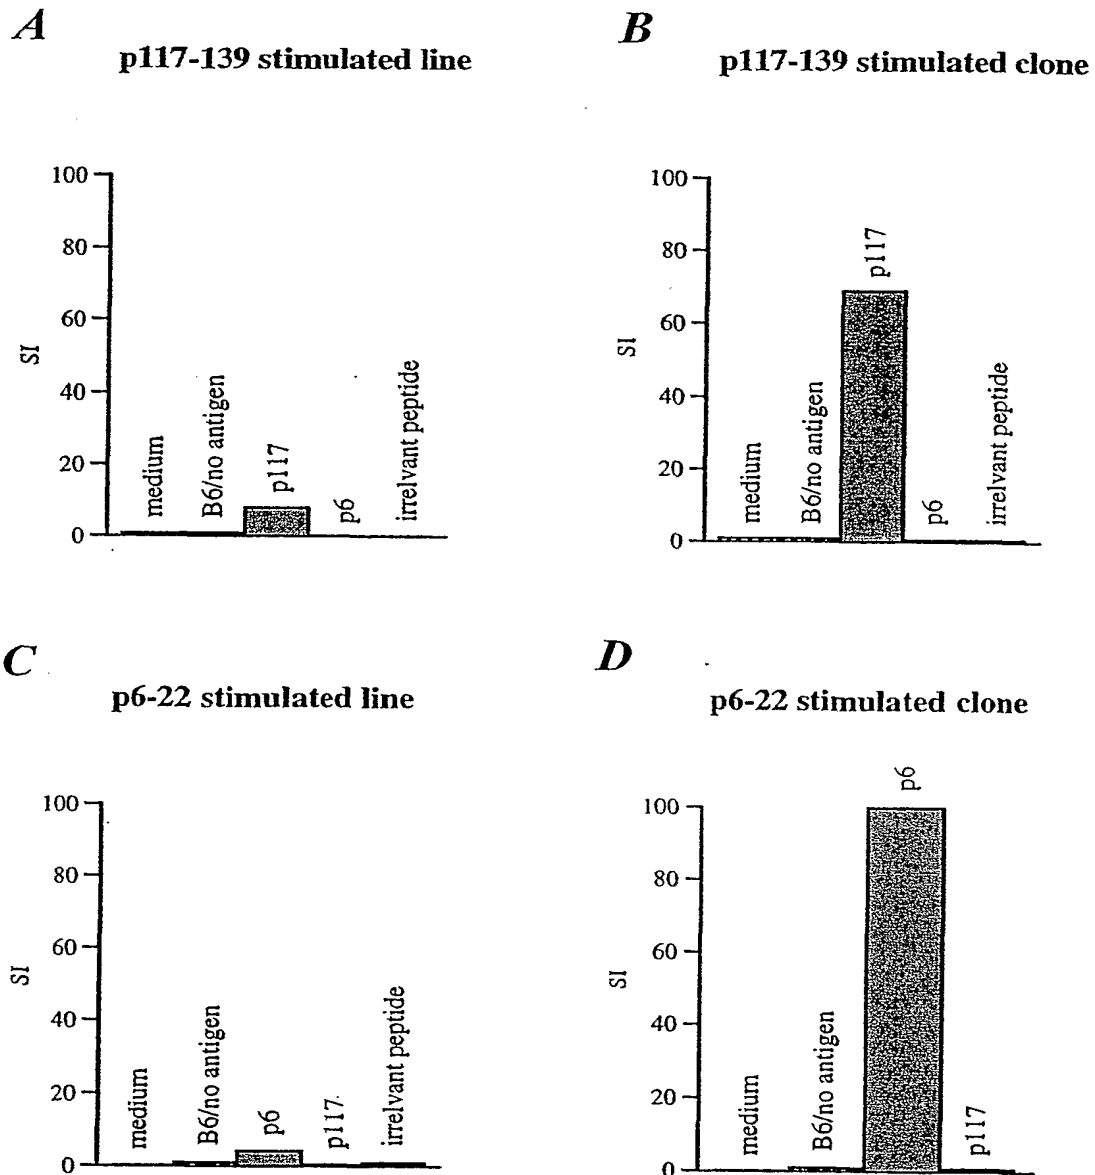 A
p117-139 stimulated line
100
80
60
40
20
0
SI
medium
B6/no antigen
p117
p6
irrelvant peptide
B
p117-139 stimulated clone
100
80
60
40
20
0
SI
medium
B6/no antigen
p117
p6
irrelvant peptide
C
p6-22 stimulated line
100
80
60
40
20
0
SI
medium
B6/no antigen
p6
p117
irrelvant peptide
D
p6-22 stimulated clone
100
80
60
40
20
0
SI
medium
B6/no antigen
p6
p117